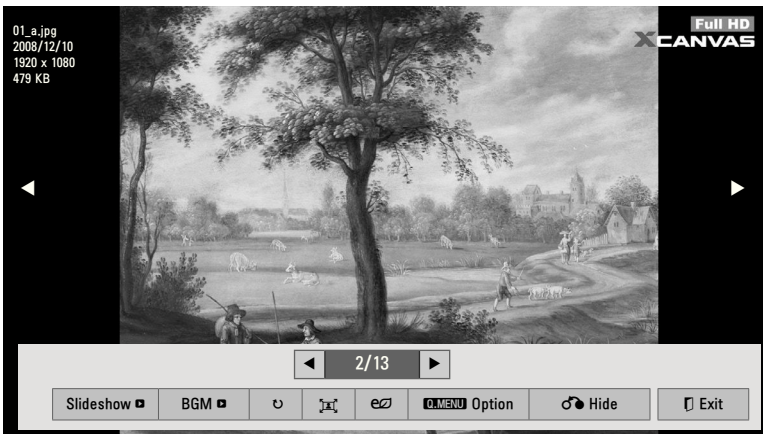 01_a.jpg
2008/12/10
1920 x 1080
479 KB
Full HD
XCANVAS
2/13
Slideshow
BGM
Q.MENU Option
Hide
Exit